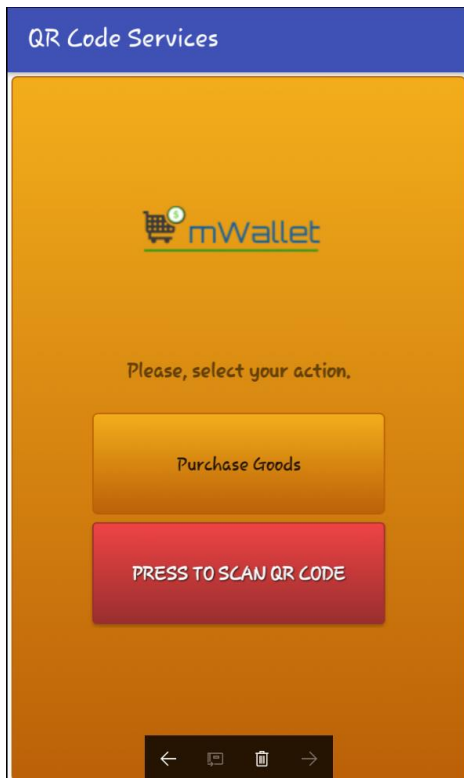 QR Code Services
$
mWallet
Please, select your action.
Purchase Goods
PRESS TO SCAN QR CODE